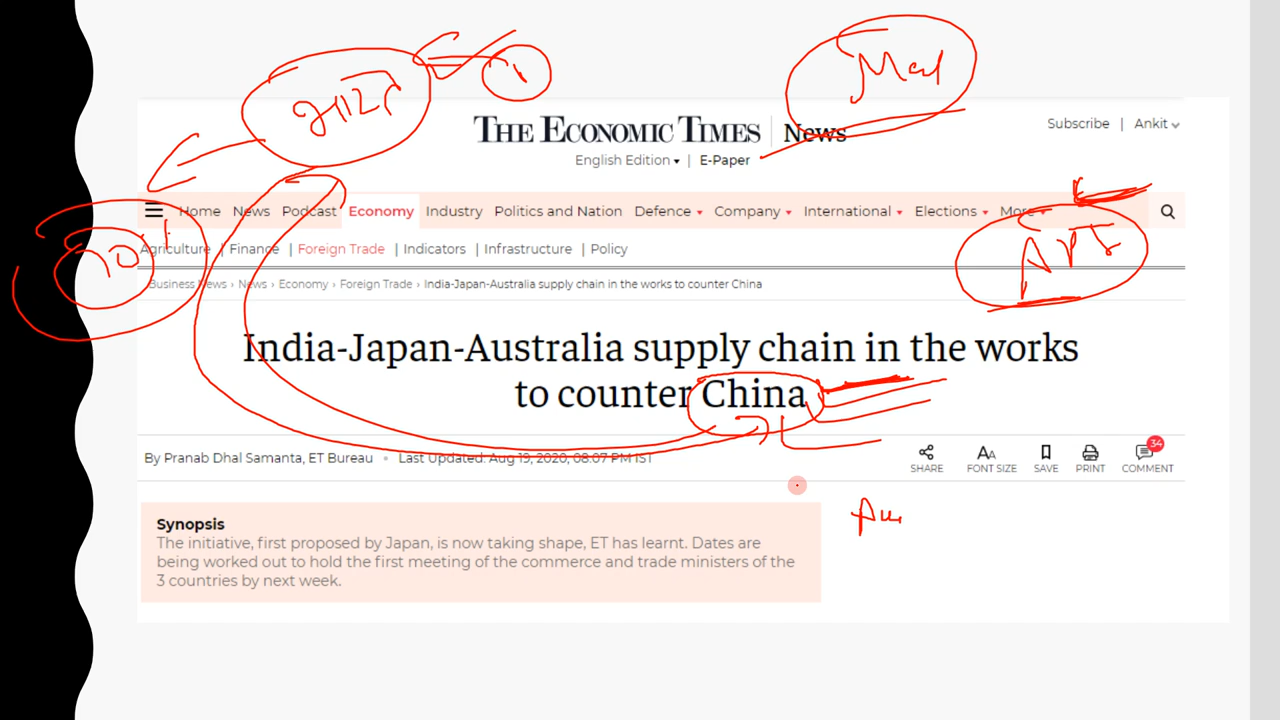 भारत
1
Med
THE ECONOMIC TIMES | News
English Edition | E-Paper
Subscribe | Ankit
Home News Podcast Economy Industry Politics and Nation Defence Company International Elections More
70%
API
Agriculture | Finance | Foreign Trade | Indicators | Infrastructure | Policy
Business News › News › Economy › Foreign Trade › India-Japan-Australia supply chain in the works to counter China
India-Japan-Australia supply chain in the works
to counter China
By Pranab Dhal Samanta, ET Bureau • Last Updated: Aug 19, 2020, 08:07 PM IST
34
SHARE FONT SIZE SAVE PRINT COMMENT
Synopsis
The initiative, first proposed by Japan, is now taking shape, ET has learnt. Dates are
being worked out to hold the first meeting of the commerce and trade ministers of the
3 countries by next week.